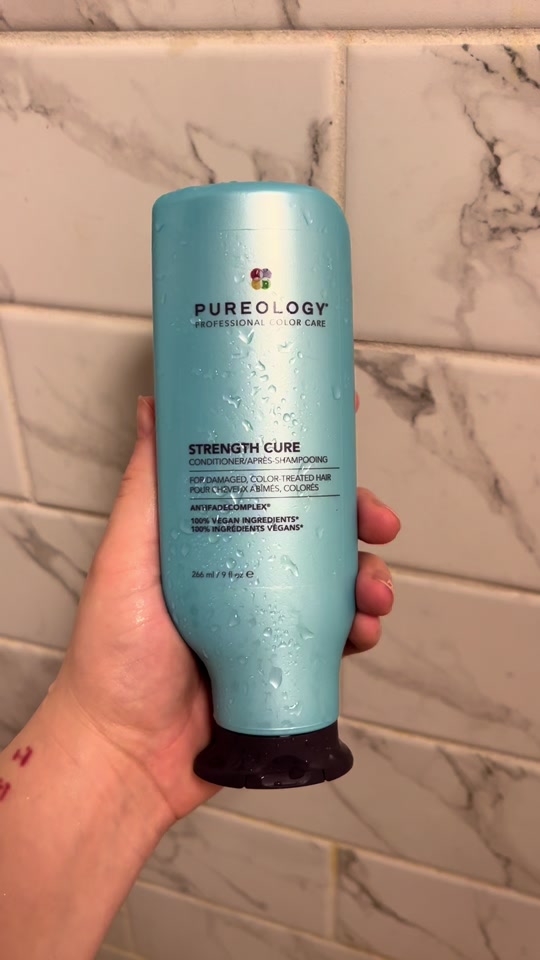 PUREOLOGY®
PROFESSIONAL COLOR CARE
STRENGTH CURE
CONDITIONER/APRÈS-SHAMPOOING
FOR DAMAGED, COLOR-TREATED HAIR
POUR CHEVEUX ABÎMÉS, COLORÉS
ANTIFADECOMPLEX®
100% VEGAN INGREDIENTS*
100% INGRÉDIENTS VÉGANS*
266 ml / 9 fl oz ℮